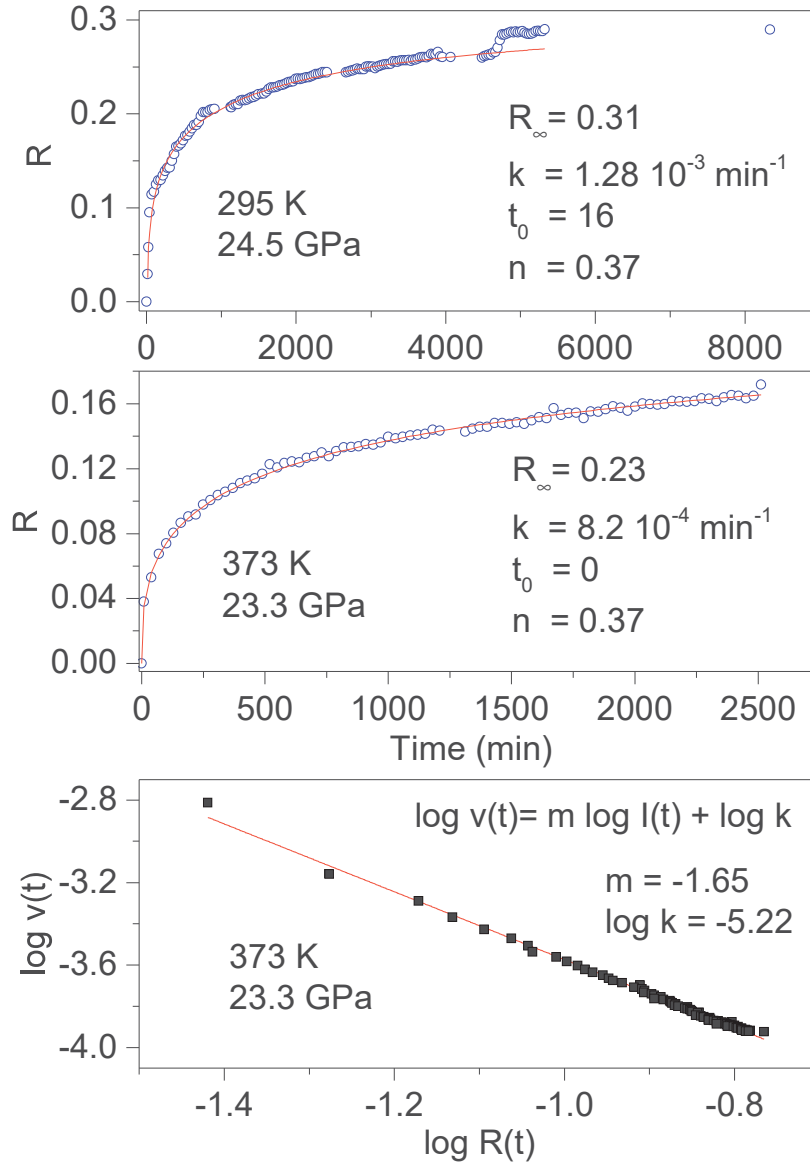 0.3
0.2
0.1
0.0
R
R∞= 0.31
k = 1.28 10-3 min-1
t0 = 16
n = 0.37
295 K
24.5 GPa
0 2000 4000 6000 8000
0.16
0.12
0.08
0.04
0.00
R
R∞= 0.23
k = 8.2 10-4 min-1
t0 = 0
n = 0.37
373 K
23.3 GPa
0 500 1000 1500 2000 2500
Time (min)
-2.8
-3.2
-3.6
-4.0
log v(t)
log v(t)= m log I(t) + log k
m = -1.65
log k = -5.22
373 K
23.3 GPa
-1.4 -1.2 -1.0 -0.8
log R(t)